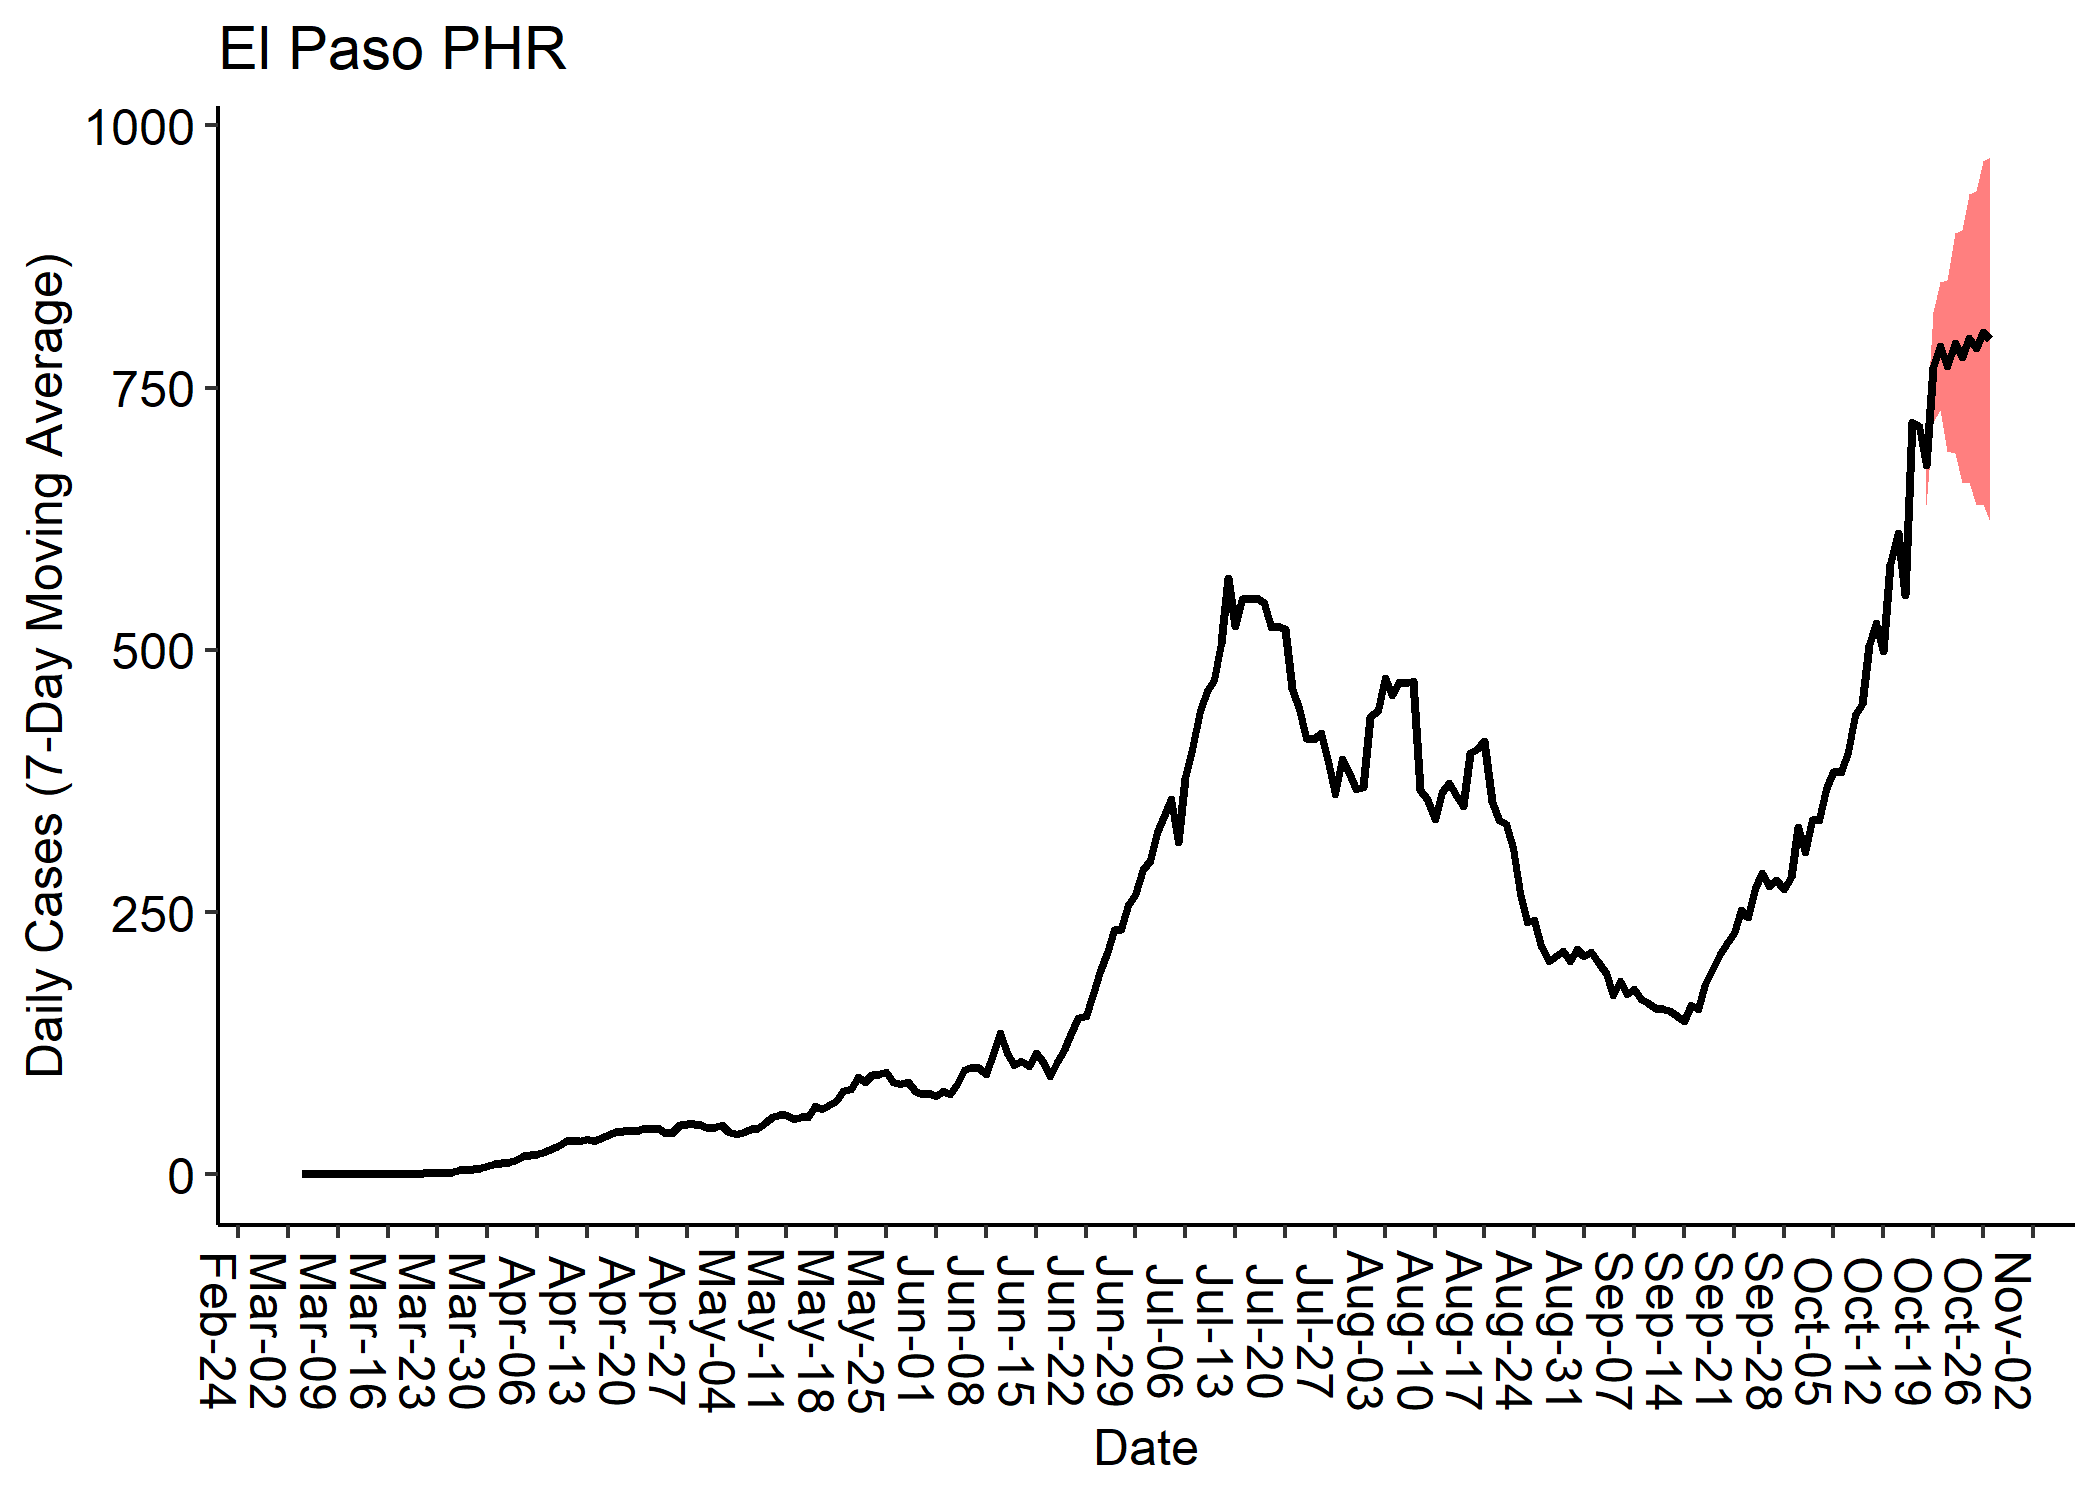 El Paso PHR
Daily Cases (7-Day Moving Average)
1000
750
500
250
0
Feb-24
Mar-02
Mar-09
Mar-16
Mar-23
Mar-30
Apr-06
Apr-13
Apr-20
Apr-27
May-04
May-11
May-18
May-25
Jun-01
Jun-08
Jun-15
Jun-22
Jun-29
Jul-06
Jul-13
Jul-20
Jul-27
Aug-03
Aug-10
Aug-17
Aug-24
Aug-31
Sep-07
Sep-14
Sep-21
Sep-28
Oct-05
Oct-12
Oct-19
Oct-26
Nov-02
Date